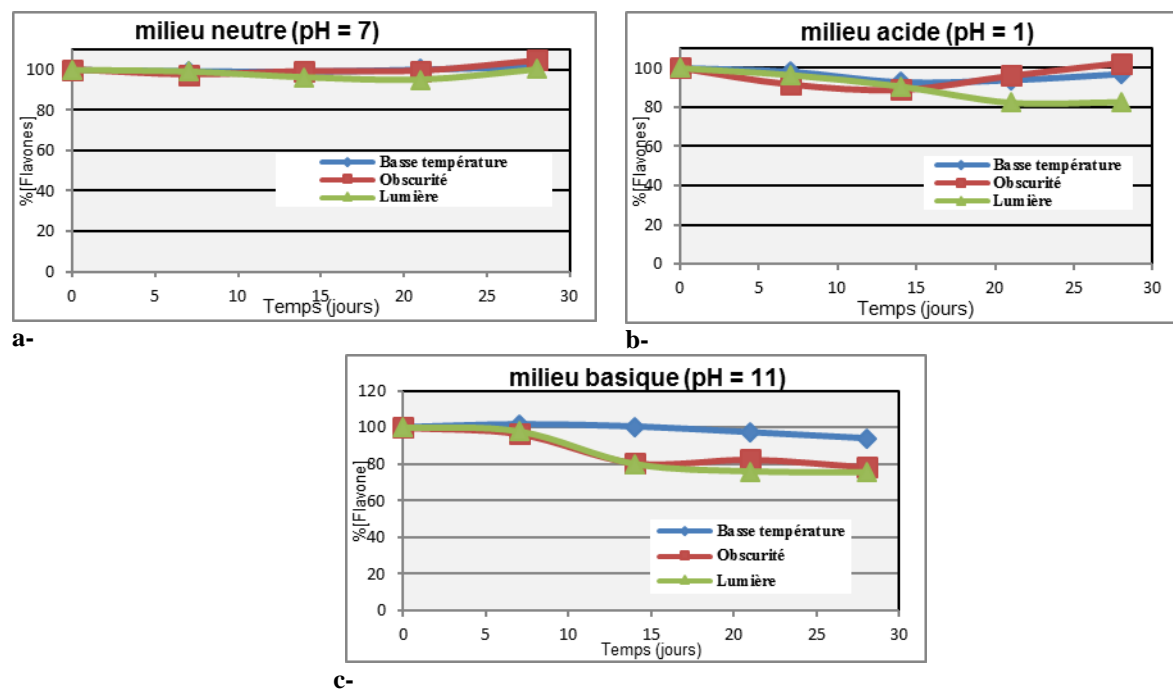 milieu neutre (pH = 7)
%[Flavones]
100
80
60
40
20
0
Basse température
Obscurité
Lumière
0 5 10 15 20 25 30
Temps (jours)
a-
milieu acide (pH = 1)
%[Flavones]
100
80
60
40
20
0
Basse température
Obscurité
Lumière
0 5 10 15 20 25 30
Temps (jours)
b-
milieu basique (pH = 11)
%[Flavones]
120
100
80
60
40
20
0
Basse température
Obscurité
Lumière
0 5 10 15 20 25 30
Temps (jours)
c-